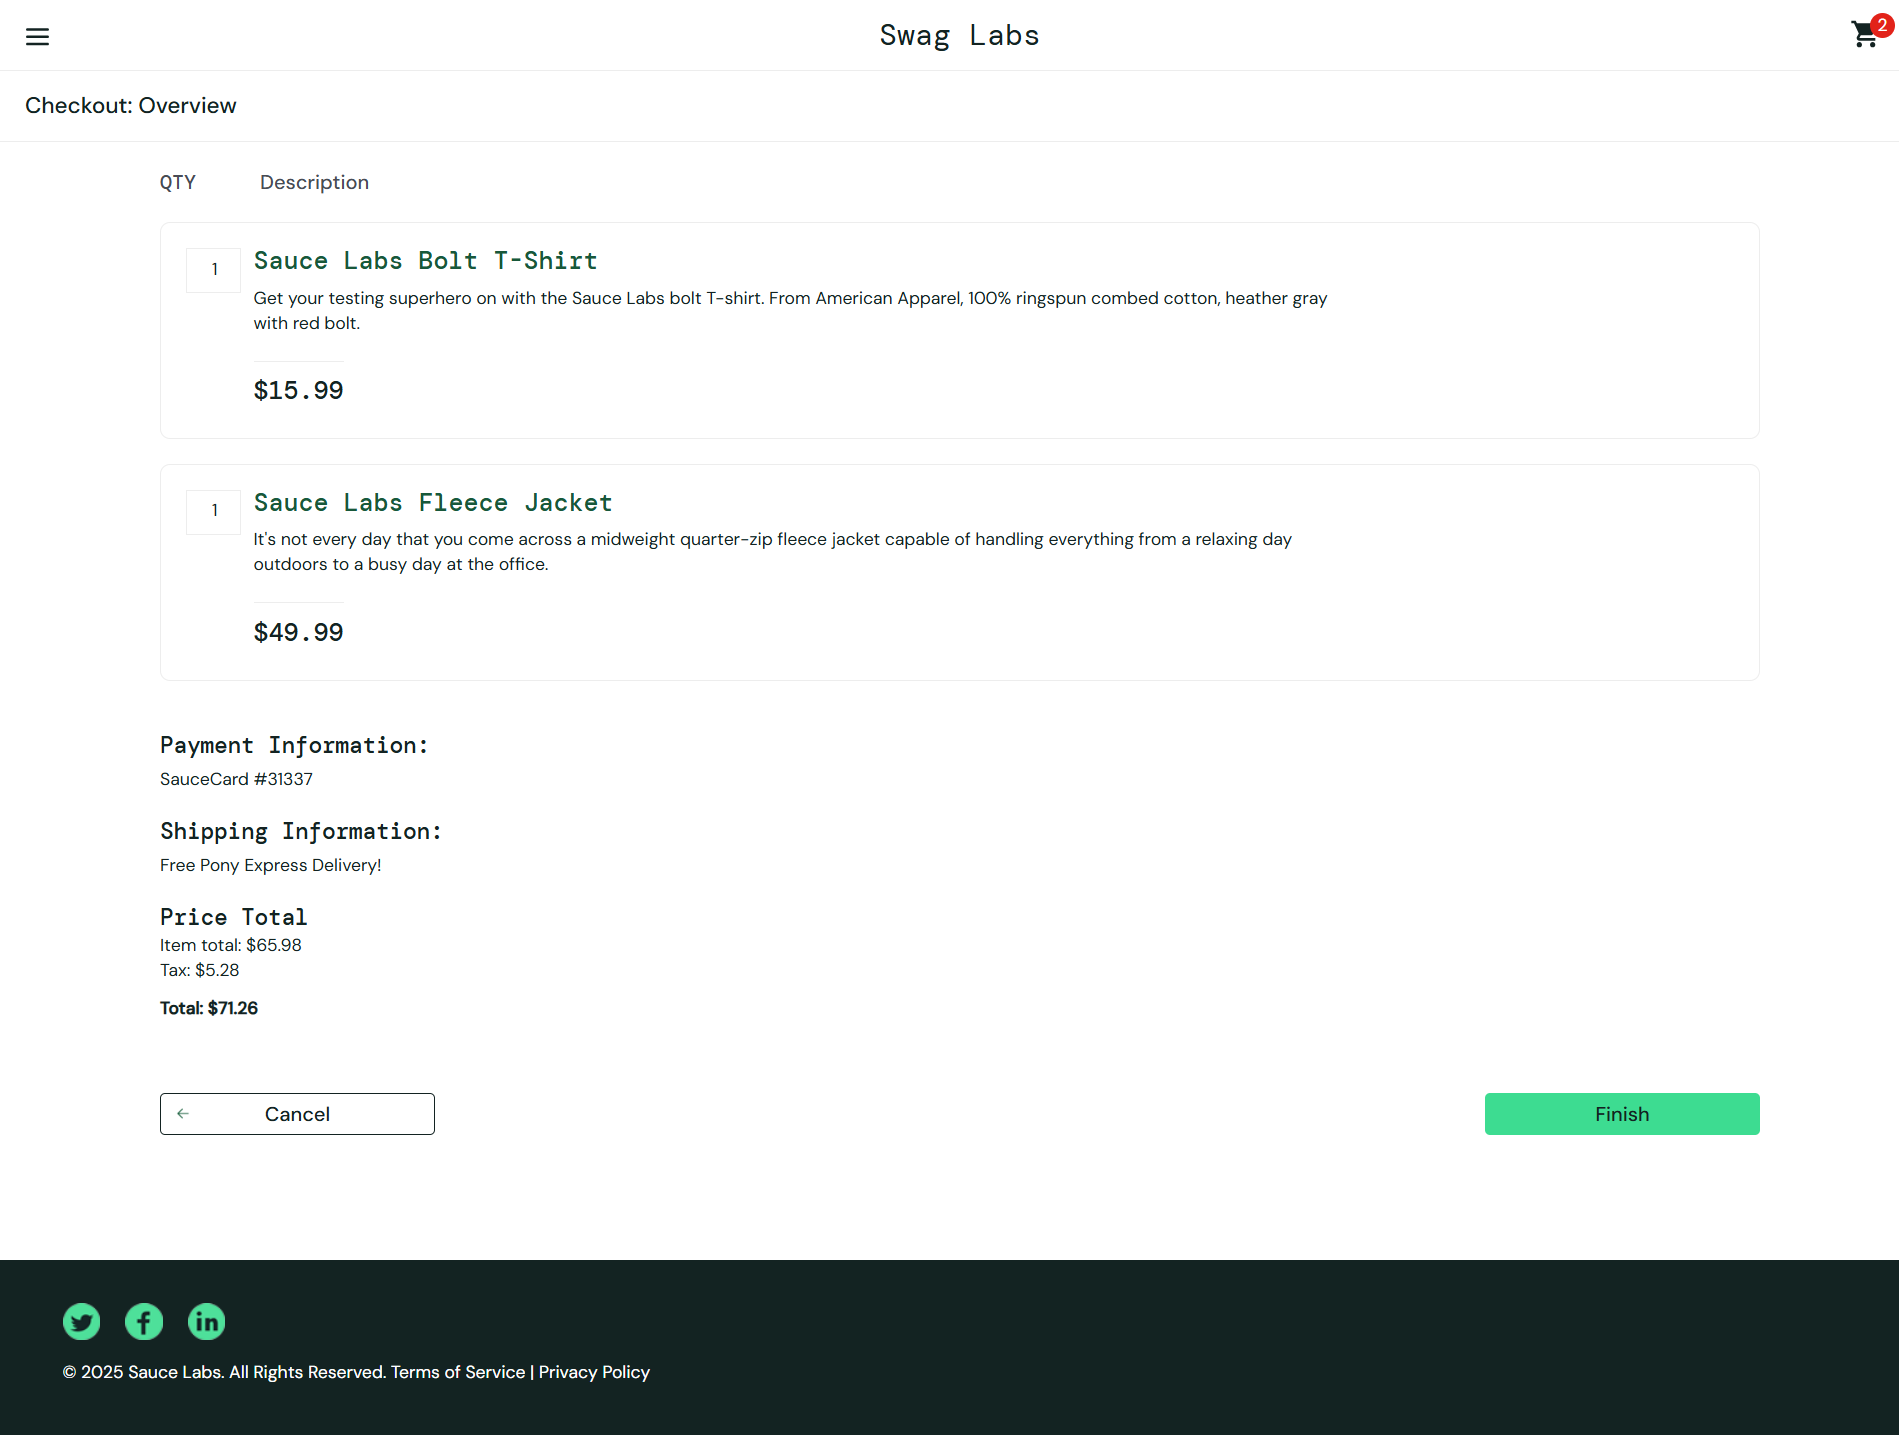 Swag Labs
2
Checkout: Overview
QTY Description
1
Sauce Labs Bolt T-Shirt
Get your testing superhero on with the Sauce Labs bolt T-shirt. From American Apparel, 100% ringspun combed cotton, heather gray
with red bolt.
$15.99
1
Sauce Labs Fleece Jacket
It's not every day that you come across a midweight quarter-zip fleece jacket capable of handling everything from a relaxing day
outdoors to a busy day at the office.
$49.99
Payment Information:
SauceCard #31337
Shipping Information:
Free Pony Express Delivery!
Price Total
Item total: $65.98
Tax: $5.28
Total: $71.26
Cancel
Finish
© 2025 Sauce Labs. All Rights Reserved. Terms of Service | Privacy Policy